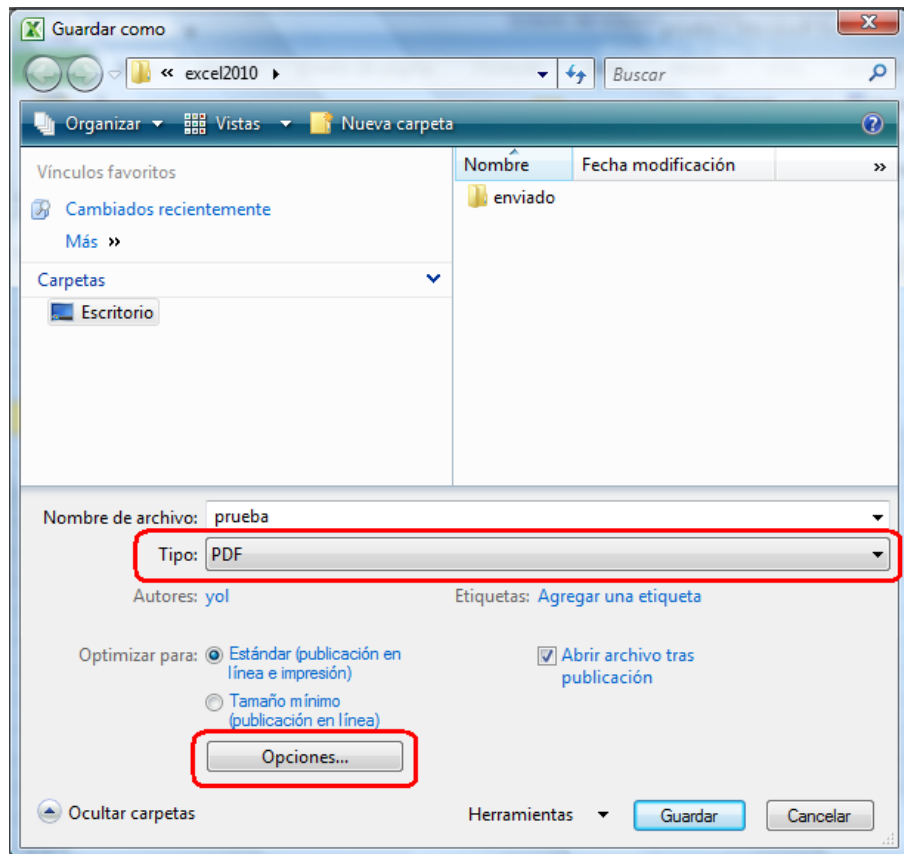 Guardar como
« excel2010
Buscar
Organizar Vistas Nueva carpeta
Vínculos favoritos
Cambiados recientemente
Más »
Carpetas
Escritorio
Nombre Fecha modificación »
enviado
Nombre de archivo: prueba
Tipo: PDF
Autores: yol Etiquetas: Agregar una etiqueta
Optimizar para: Estándar (publicación en
línea e impresión)
Tamaño mínimo
(publicación en línea)
Abrir archivo tras
publicación
Opciones...
Ocultar carpetas Herramientas Guardar Cancelar